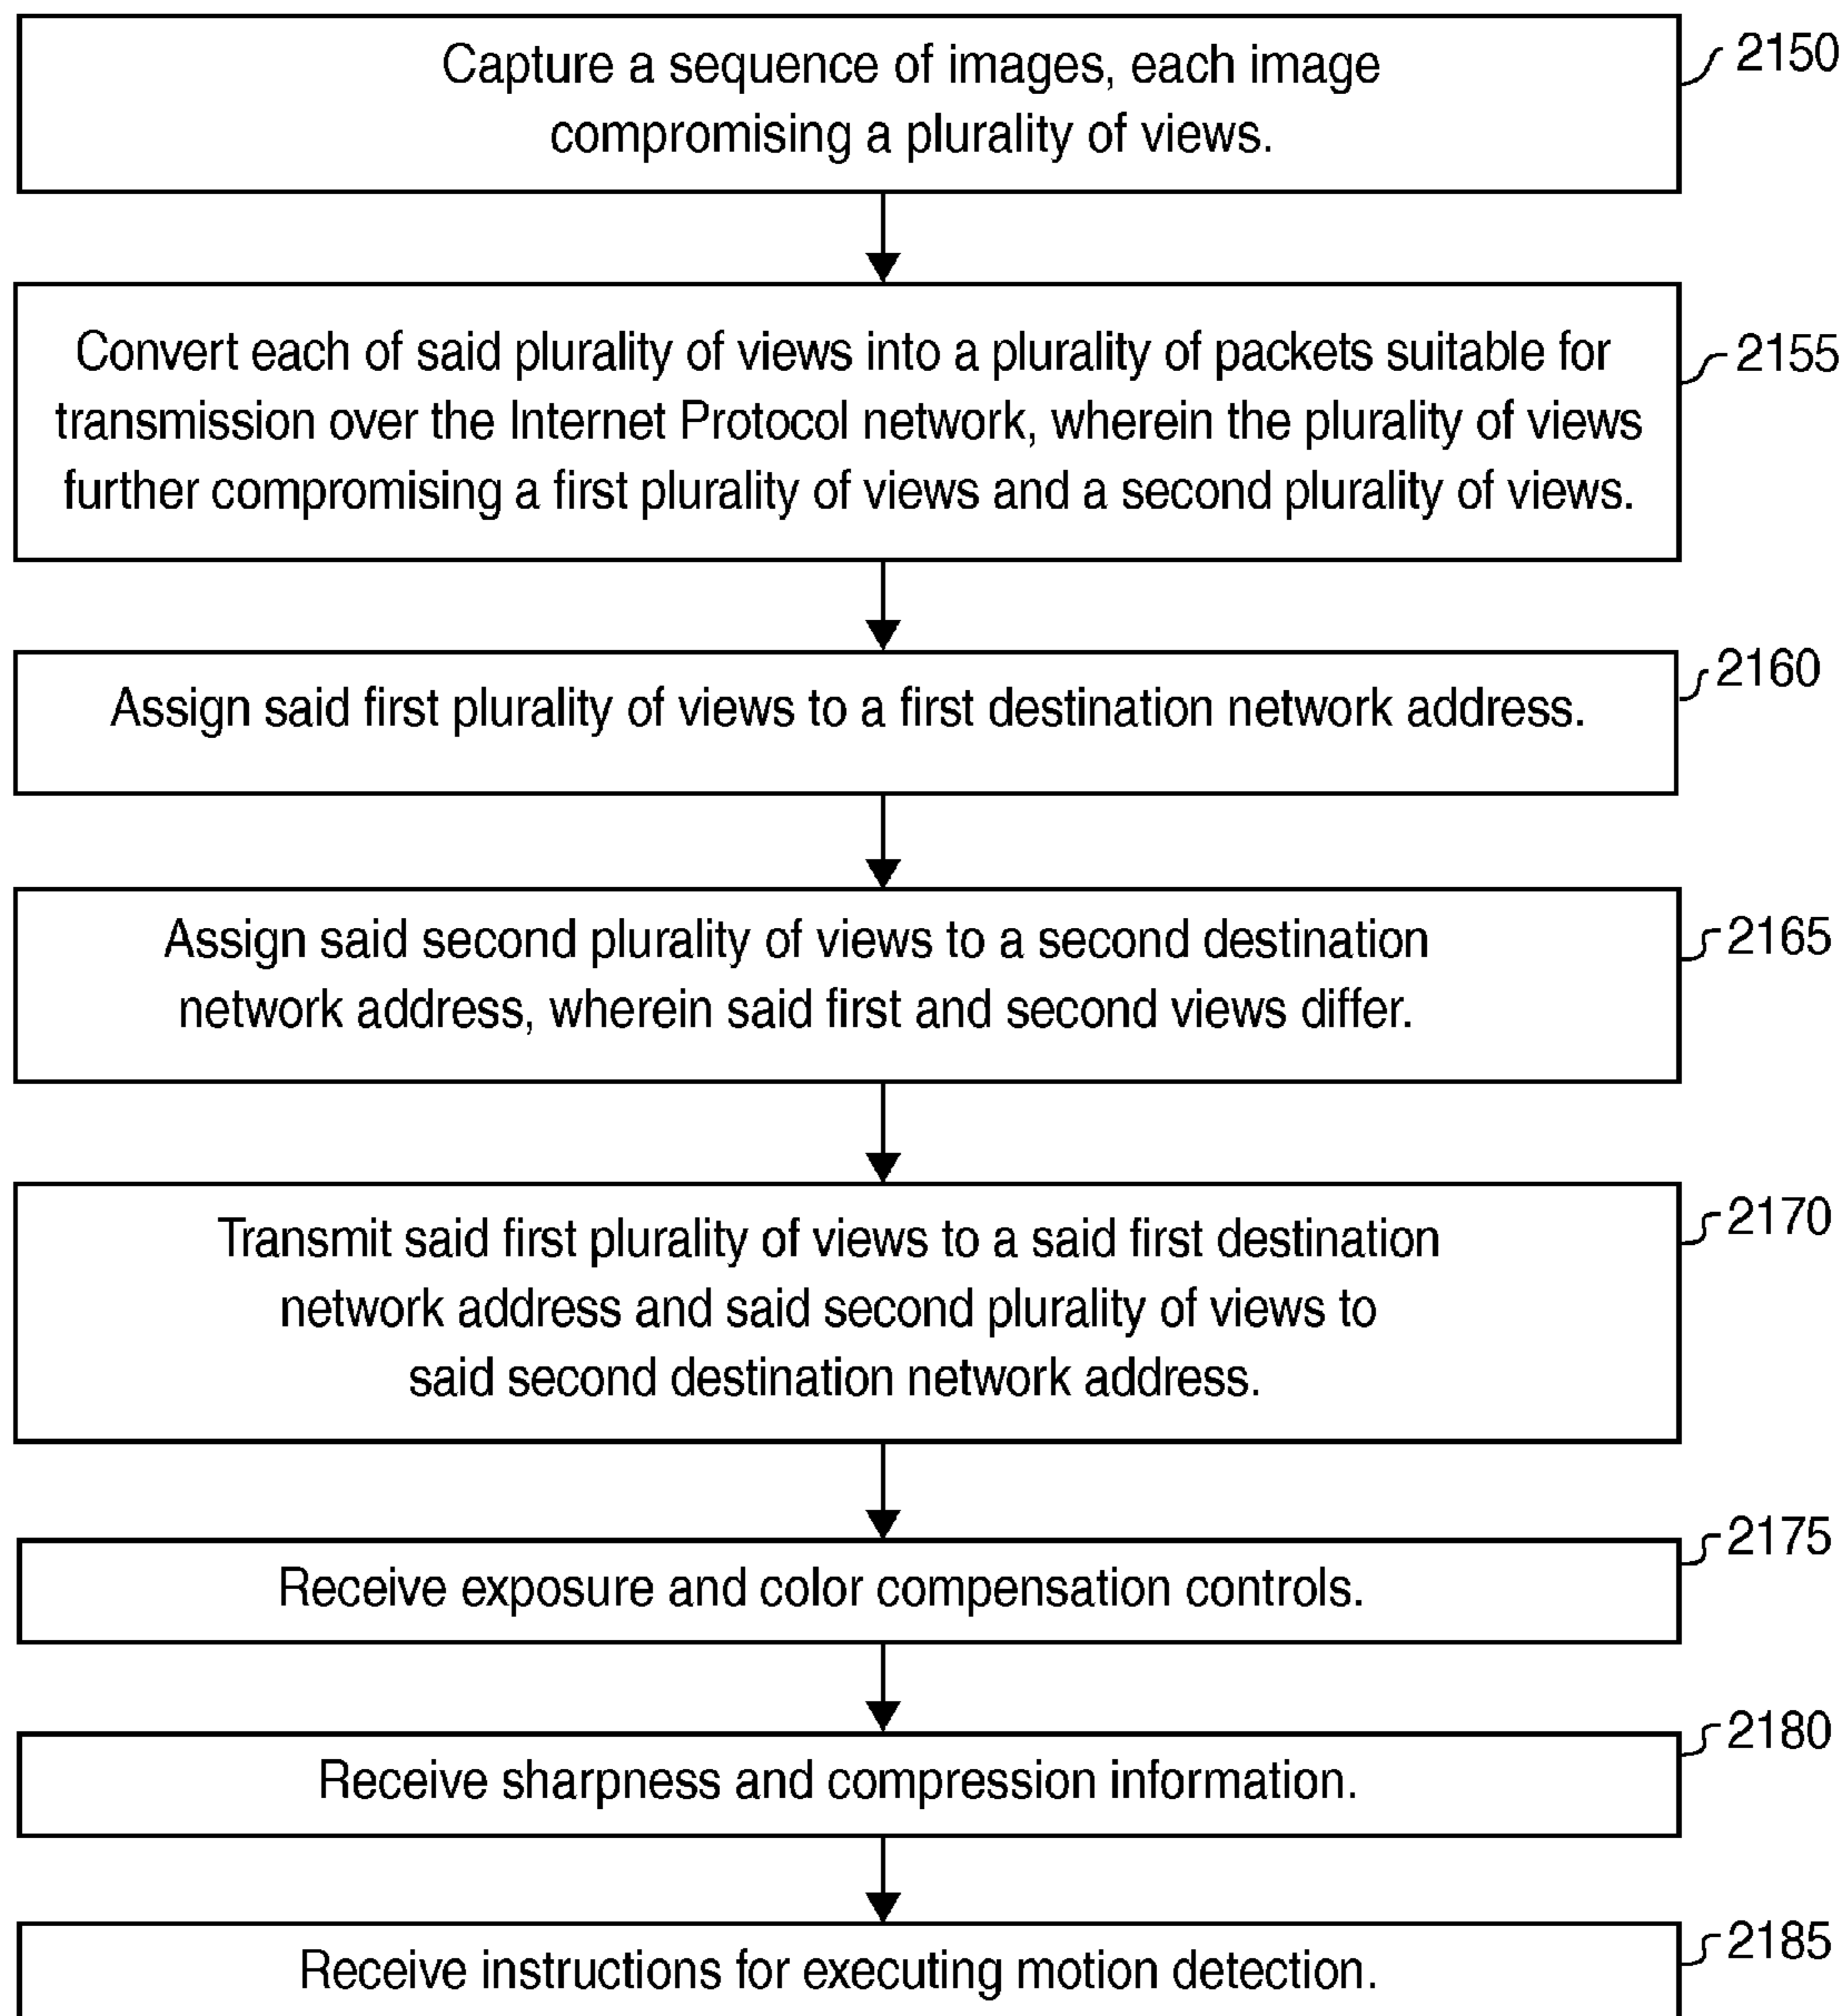 Capture a sequence of images, each image
compromising a plurality of views.
2150
Convert each of said plurality of views into a plurality of packets suitable for
transmission over the Internet Protocol network, wherein the plurality of views
further compromising a first plurality of views and a second plurality of views.
2155
Assign said first plurality of views to a first destination network address.
2160
Assign said second plurality of views to a second destination
network address, wherein said first and second views differ.
2165
Transmit said first plurality of views to a said first destination
network address and said second plurality of views to
said second destination network address.
2170
Receive exposure and color compensation controls.
2175
Receive sharpness and compression information.
2180
Receive instructions for executing motion detection.
2185